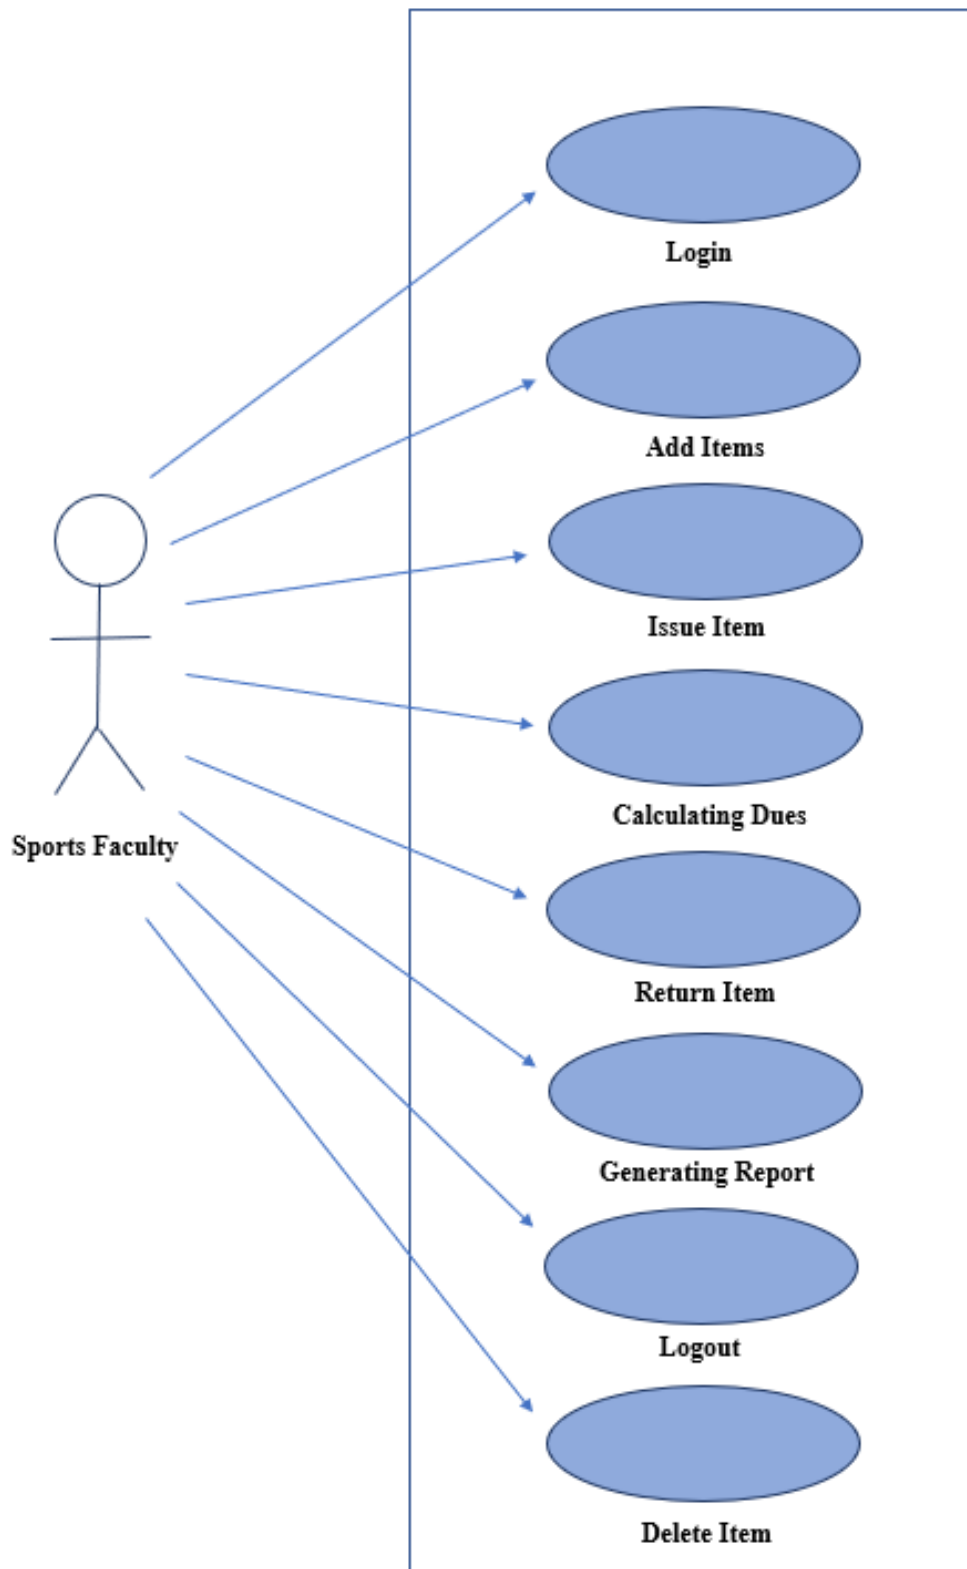 Login
Add Items
Issue Item
Calculating Dues
Sports Faculty
Return Item
Generating Report
Logout
Delete Item